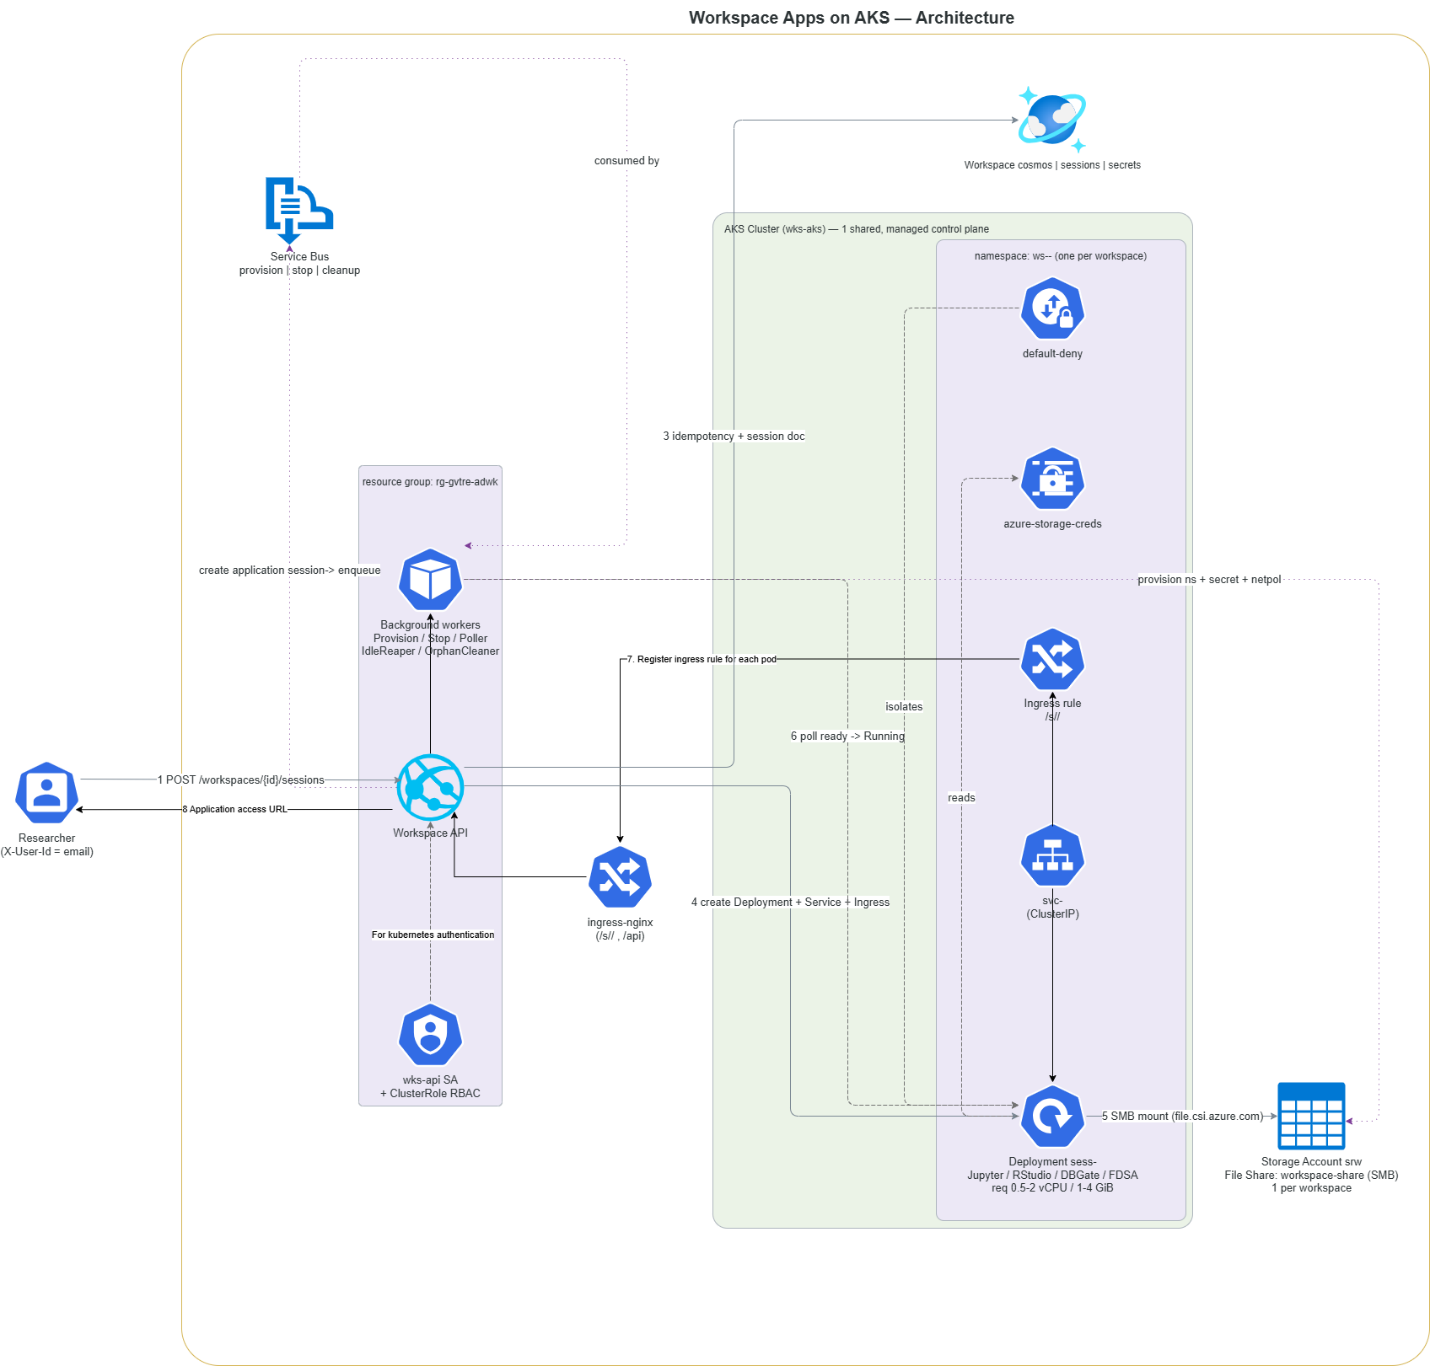 Workspace Apps on AKS — Architecture
consumed by
Workspace cosmos | sessions | secrets
Service Bus
provision | stop | cleanup
AKS Cluster (wks-aks) — 1 shared, managed control plane
namespace: ws-- (one per workspace)
default-deny
3 idempotency + session doc
resource group: rg-gvtre-adwk
azure-storage-creds
create application session-> enqueue
provision ns + secret + netpol
Background workers
Provision / Stop / Poller
IdleReaper / OrphanCleaner
7. Register ingress rule for each pod
Ingress rule
/s//
isolates
6 poll ready -> Running
1 POST /workspaces/{id}/sessions
reads
8 Application access URL
Researcher
(X-User-Id = email)
Workspace API
4 create Deployment + Service + Ingress
svc-
(ClusterIP)
ingress-nginx
(/s// , /api)
For kubernetes authentication
wks-api SA
+ ClusterRole RBAC
5 SMB mount (file.csi.azure.com)
Deployment sess-
Jupyter / RStudio / DBGate / FDSA
req 0.5-2 vCPU / 1-4 GiB
Storage Account srw
File Share: workspace-share (SMB)
1 per workspace